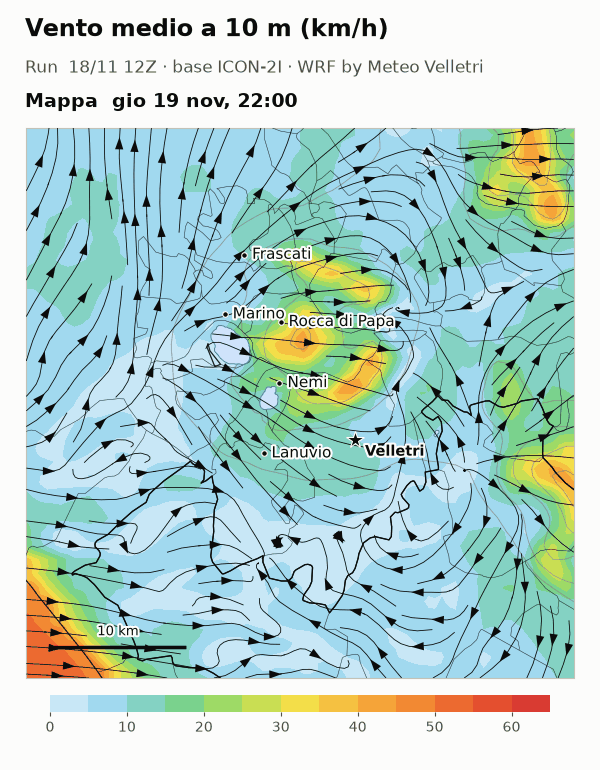 Vento medio a 10 m (km/h)
Run  18/11 12Z · base ICON-2I · WRF by Meteo Velletri
Mappa  gio 19 nov, 22:00
Frascati
Marino
Rocca di Papa
Nemi
Velletri
Lanuvio
10 km
0 10 20 30 40 50 60